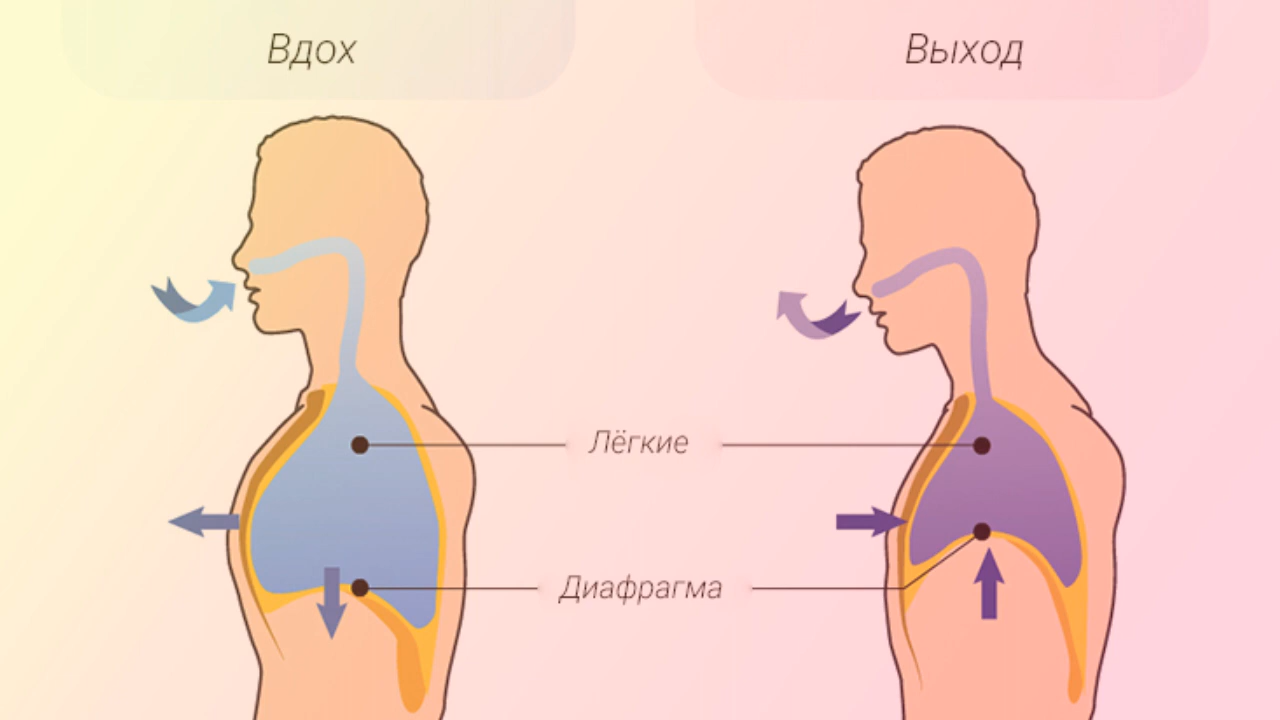 Вдох
Выход
Лёгкие
Диафрагма